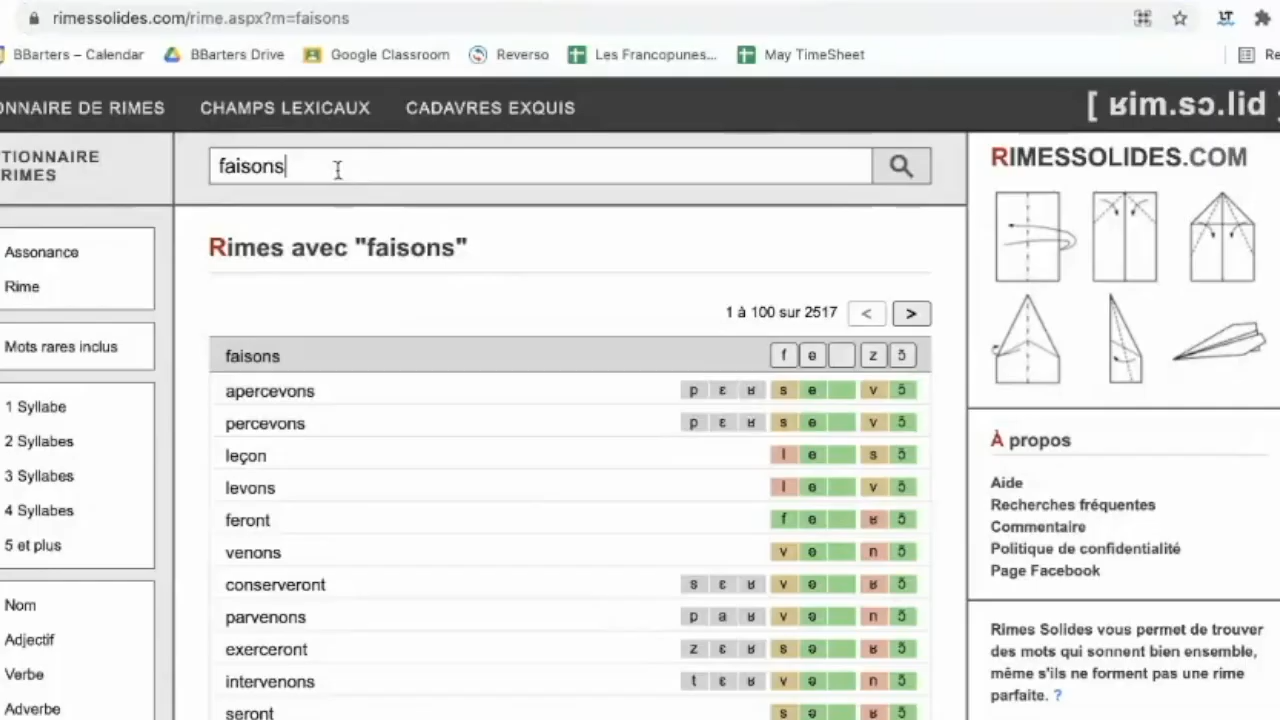 rimessolides.com/rime.aspx?m=faisons
BBarters – Calendar BBarters Drive Google Classroom Reverso Les Francopunes... May TimeSheet Re
ONNAIRE DE RIMES CHAMPS LEXICAUX CADAVRES EXQUIS [ ʁim.sɔ.lid ]
TIONNAIRE
RIMES
faisons
Assonance
Rime
Mots rares inclus
1 Syllabe
2 Syllabes
3 Syllabes
4 Syllabes
5 et plus
Nom
Adjectif
Verbe
Adverbe
Rimes avec "faisons"
1 à 100 sur 2517 < >
faisons f ə z ɔ̃
apercevons p ɛ ʁ s ə v ɔ̃
percevons p ɛ ʁ s ə v ɔ̃
leçon l ə s ɔ̃
levons l ə v ɔ̃
feront f ə ʁ ɔ̃
venons v ə n ɔ̃
conserveront s ɛ ʁ v ə ʁ ɔ̃
parvenons p a ʁ v ə n ɔ̃
exerceront z ɛ ʁ s ə ʁ ɔ̃
intervenons t ɛ ʁ v ə n ɔ̃
seront s ə ʁ ɔ̃
RIMESSOLIDES.COM
À propos
Aide
Recherches fréquentes
Commentaire
Politique de confidentialité
Page Facebook
Rimes Solides vous permet de trouver
des mots qui sonnent bien ensemble,
même s'ils ne forment pas une rime
parfaite. ?